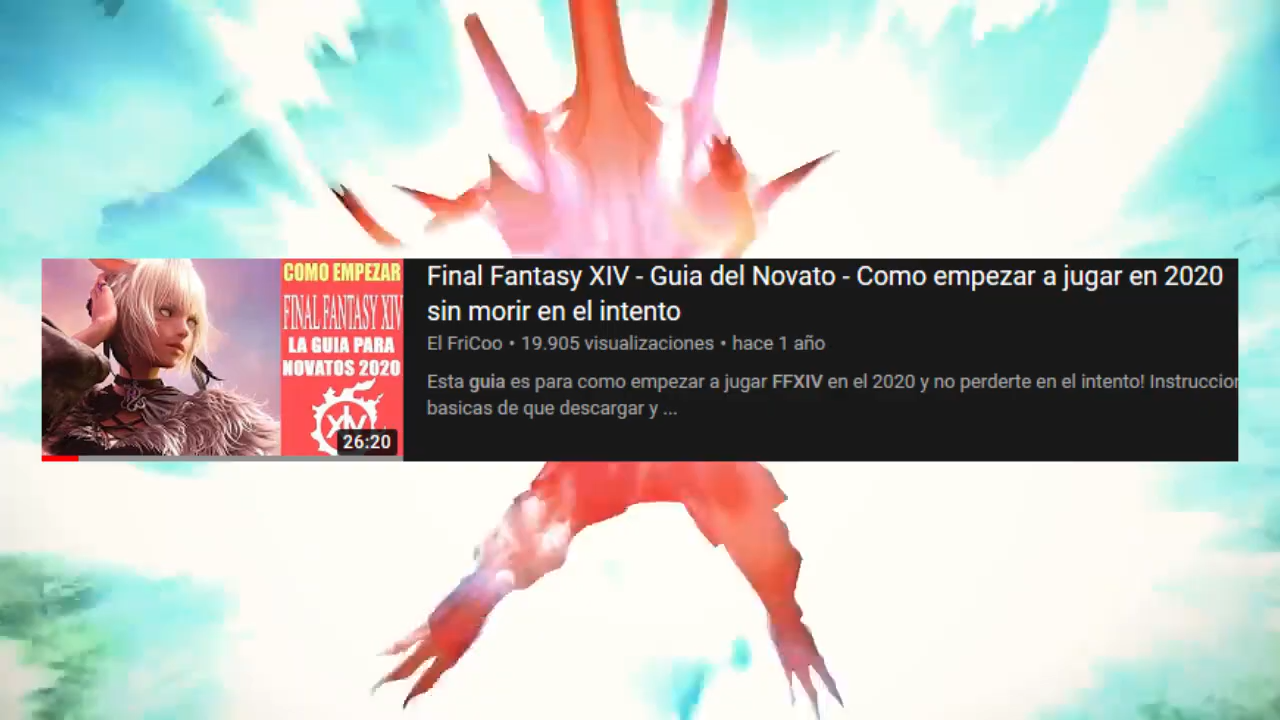 COMO EMPEZAR
FINAL FANTASY XIV
LA GUIA PARA
NOVATOS 2020
XIV
26:20
Final Fantasy XIV - Guia del Novato - Como empezar a jugar en 2020
sin morir en el intento
El FriCoo • 19.905 visualizaciones • hace 1 año
Esta guia es para como empezar a jugar FFXIV en el 2020 y no perderte en el intento! Instruccion
basicas de que descargar y ...